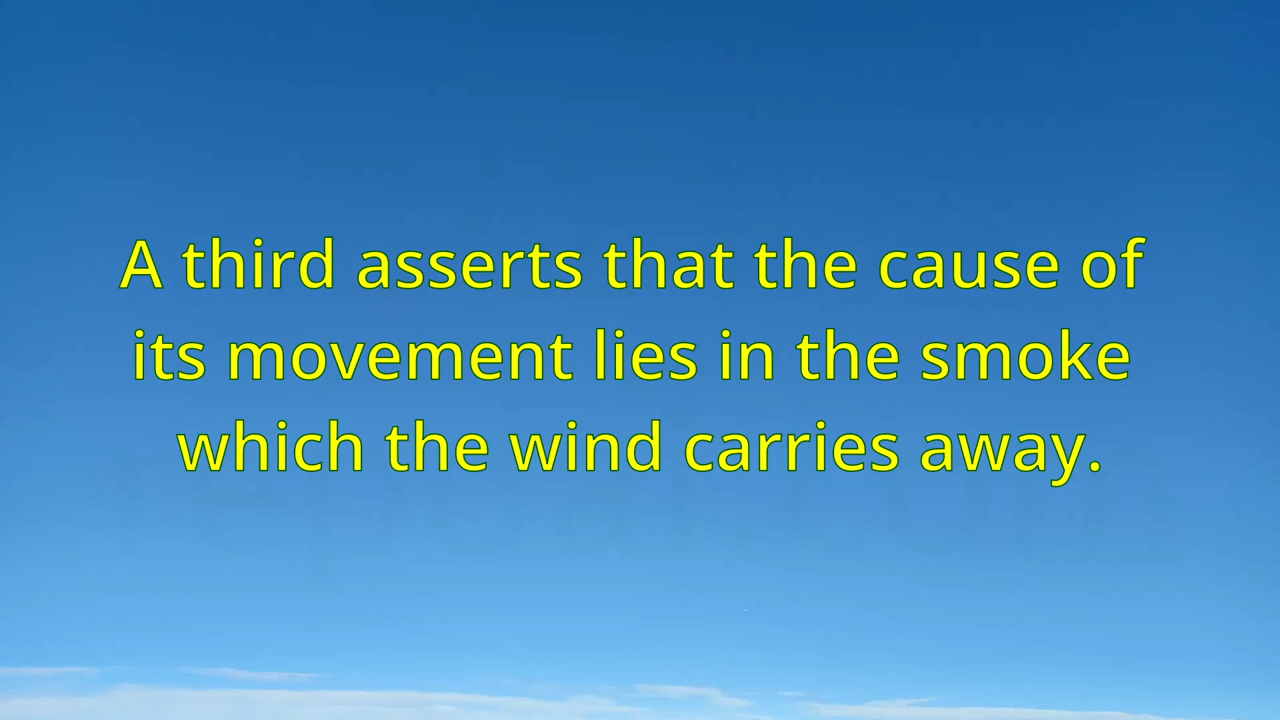 A third asserts that the cause of
its movement lies in the smoke
which the wind carries away.